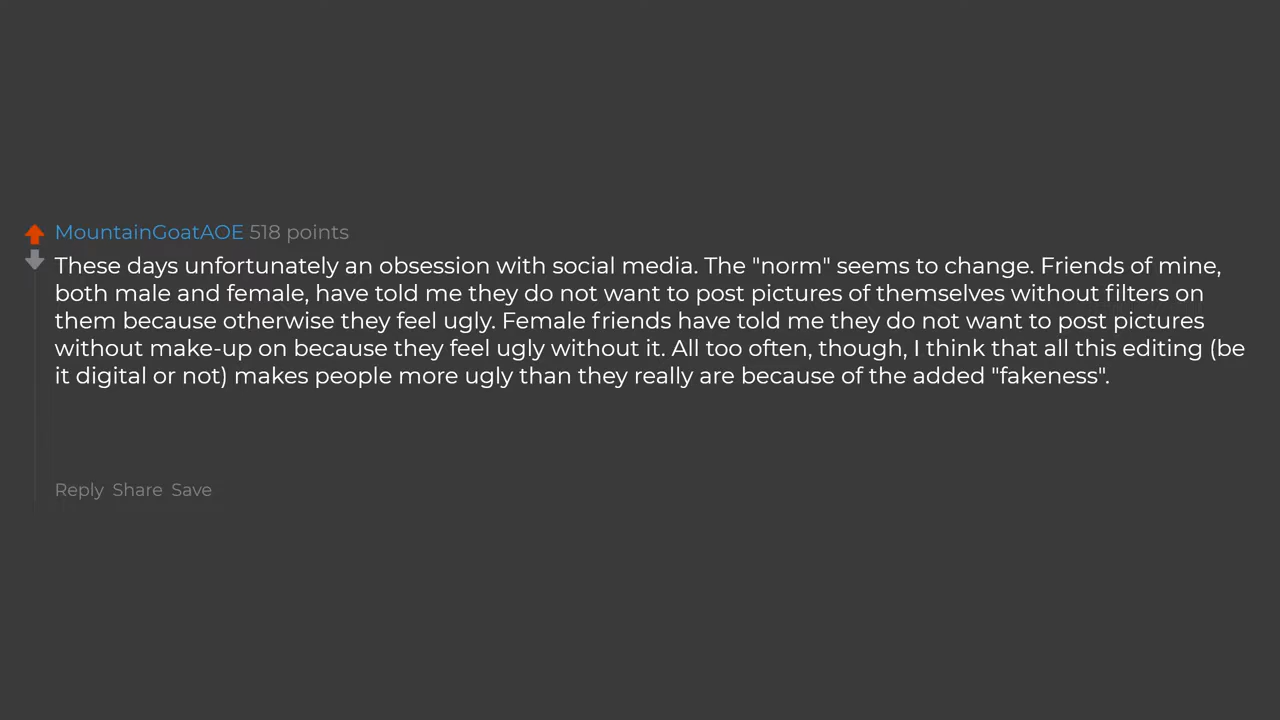 MountainGoatAOE 518 points
These days unfortunately an obsession with social media. The "norm" seems to change. Friends of mine,
both male and female, have told me they do not want to post pictures of themselves without filters on
them because otherwise they feel ugly. Female friends have told me they do not want to post pictures
without make-up on because they feel ugly without it. All too often, though, I think that all this editing (be
it digital or not) makes people more ugly than they really are because of the added "fakeness".
Reply Share Save